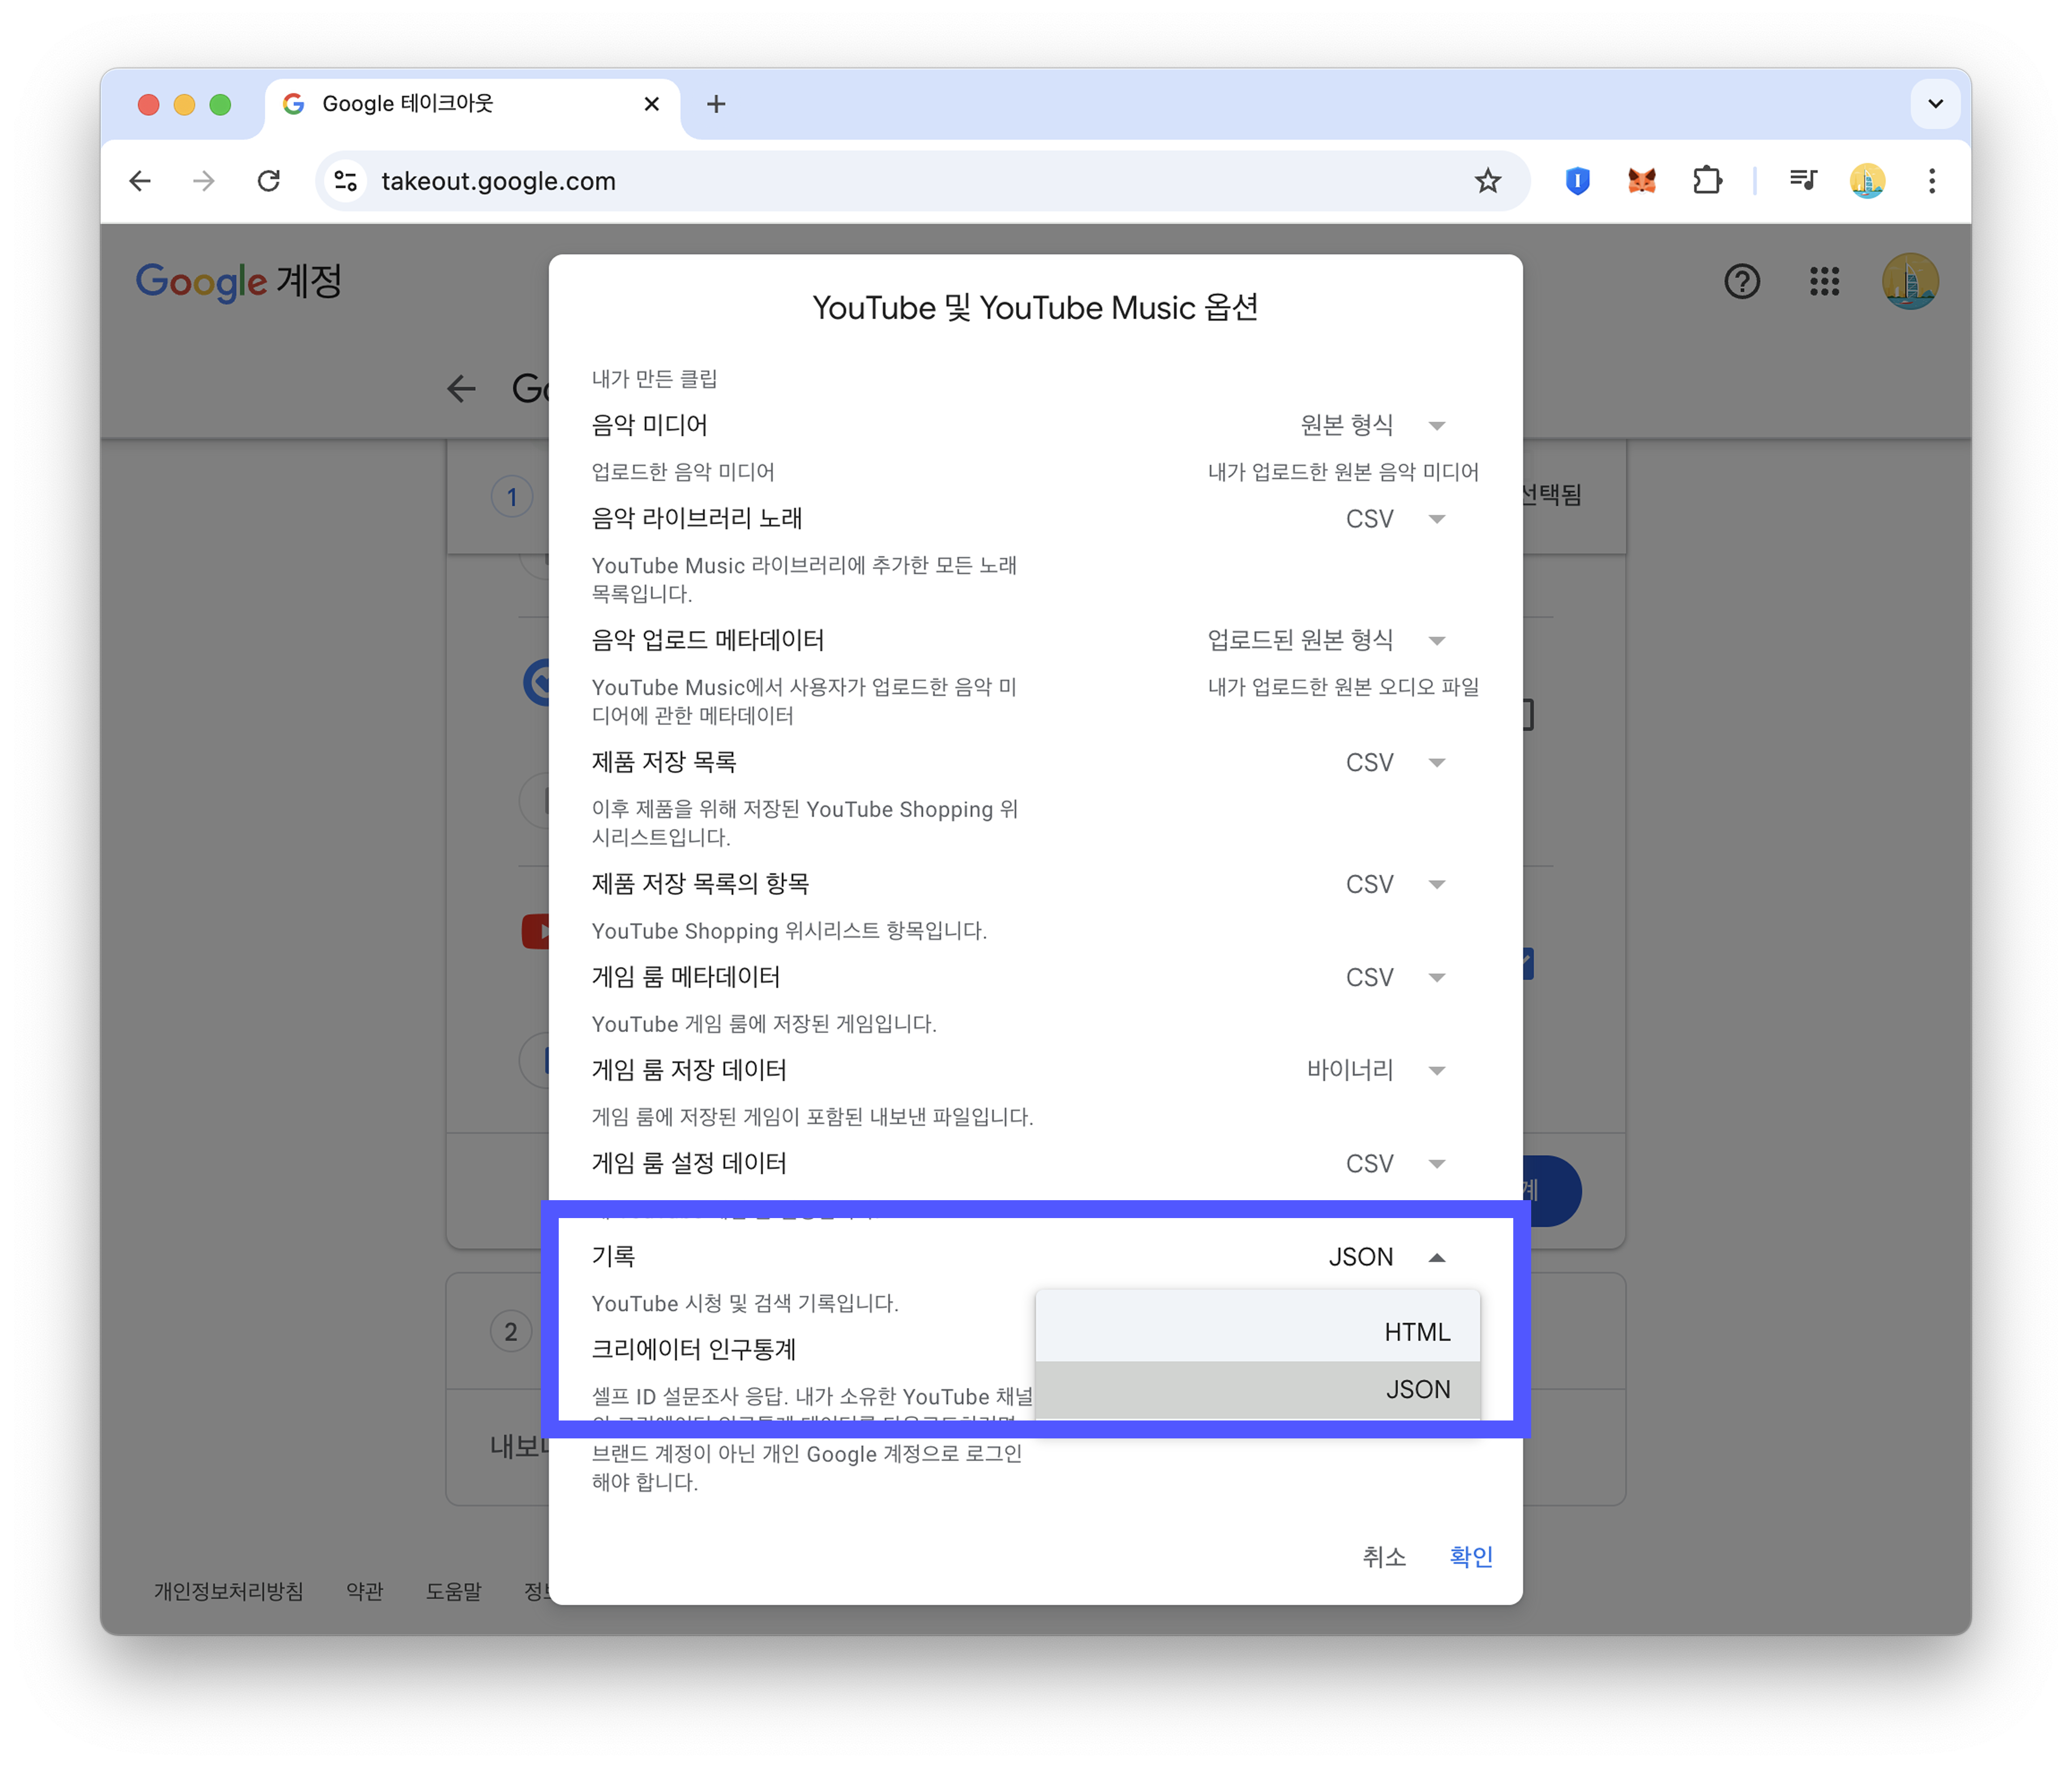 Google 테이크아웃
takeout.google.com
Google 계정
YouTube 및 YouTube Music 옵션
내가 만든 클립
음악 미디어 원본 형식
업로드한 음악 미디어 내가 업로드한 원본 음악 미디어
1 선택됨
음악 라이브러리 노래 CSV
YouTube Music 라이브러리에 추가한 모든 노래
목록입니다.
음악 업로드 메타데이터 업로드된 원본 형식
YouTube Music에서 사용자가 업로드한 음악 미 내가 업로드한 원본 오디오 파일
디어에 관한 메타데이터
제품 저장 목록 CSV
이후 제품을 위해 저장된 YouTube Shopping 위
시리스트입니다.
제품 저장 목록의 항목 CSV
YouTube Shopping 위시리스트 항목입니다.
게임 룸 메타데이터 CSV
YouTube 게임 룸에 저장된 게임입니다.
게임 룸 저장 데이터 바이너리
게임 룸에 저장된 게임이 포함된 내보낸 파일입니다.
게임 룸 설정 데이터 CSV
기록 JSON
YouTube 시청 및 검색 기록입니다.
HTML
2
크리에이터 인구통계
JSON
셀프 ID 설문조사 응답. 내가 소유한 YouTube 채널
브랜드 계정이 아닌 개인 Google 계정으로 로그인
해야 합니다.
취소 확인
개인정보처리방침 약관 도움말